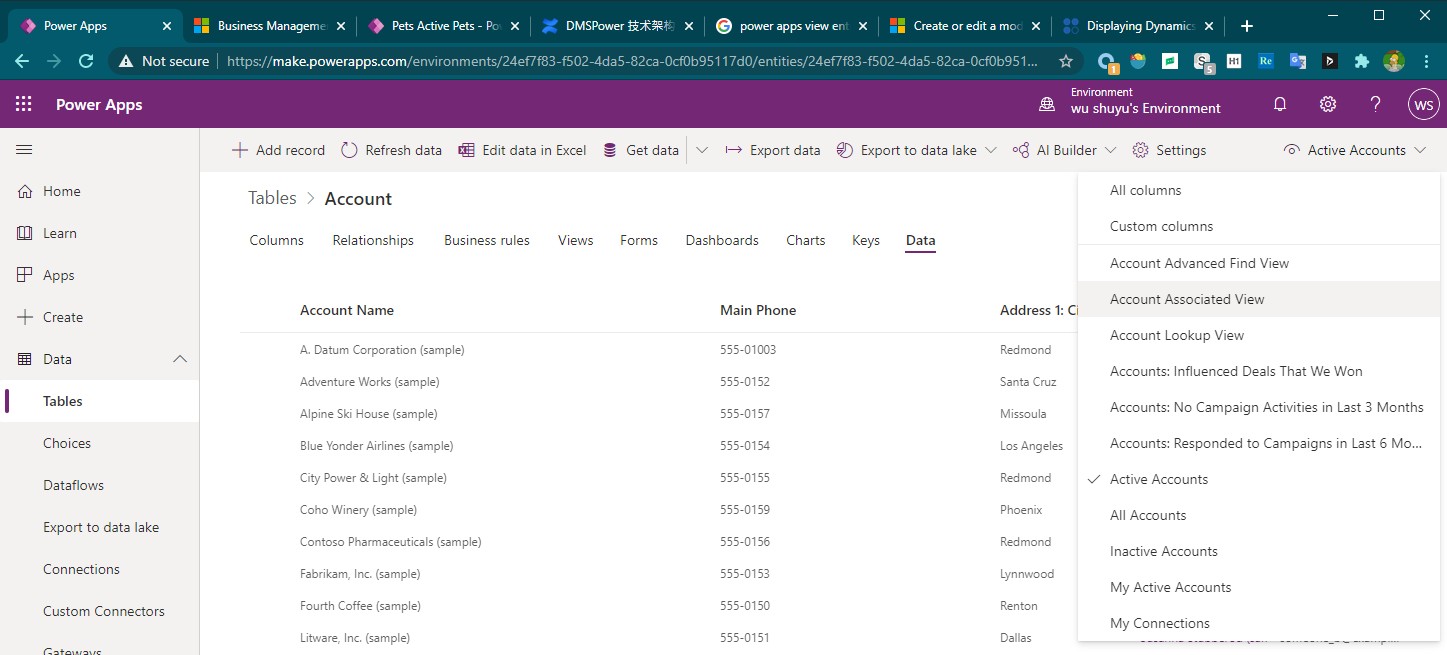 Power Apps
Business Manageme
Pets Active Pets - Po
DMSPower 技术架构
power apps view ent
Create or edit a mod
Displaying Dynamics
Not secure
https://make.powerapps.com/environments/24ef7f83-f502-4da5-82ca-0cf0b95117d0/entities/24ef7f83-f502-4da5-82ca-0cf0b951...
1
S
5
H1
Re
Power Apps
Environment
wu shuyu's Environment
WS
Add record
Refresh data
Edit data in Excel
Get data
Export data
Export to data lake
AI Builder
Settings
Active Accounts
Home
Learn
Apps
Create
Data
Tables
Choices
Dataflows
Export to data lake
Connections
Custom Connectors
Gateways
Tables > Account
Columns
Relationships
Business rules
Views
Forms
Dashboards
Charts
Keys
Data
Account Name Main Phone Address 1: Ci
A. Datum Corporation (sample) 555-01003 Redmond
Adventure Works (sample) 555-0152 Santa Cruz
Alpine Ski House (sample) 555-0157 Missoula
Blue Yonder Airlines (sample) 555-0154 Los Angeles
City Power & Light (sample) 555-0155 Redmond
Coho Winery (sample) 555-0159 Phoenix
Contoso Pharmaceuticals (sample) 555-0156 Redmond
Fabrikam, Inc. (sample) 555-0153 Lynnwood
Fourth Coffee (sample) 555-0150 Renton
Litware, Inc. (sample) 555-0151 Dallas
All columns
Custom columns
Account Advanced Find View
Account Associated View
Account Lookup View
Accounts: Influenced Deals That We Won
Accounts: No Campaign Activities in Last 3 Months
Accounts: Responded to Campaigns in Last 6 Mo...
Active Accounts
All Accounts
Inactive Accounts
My Active Accounts
My Connections